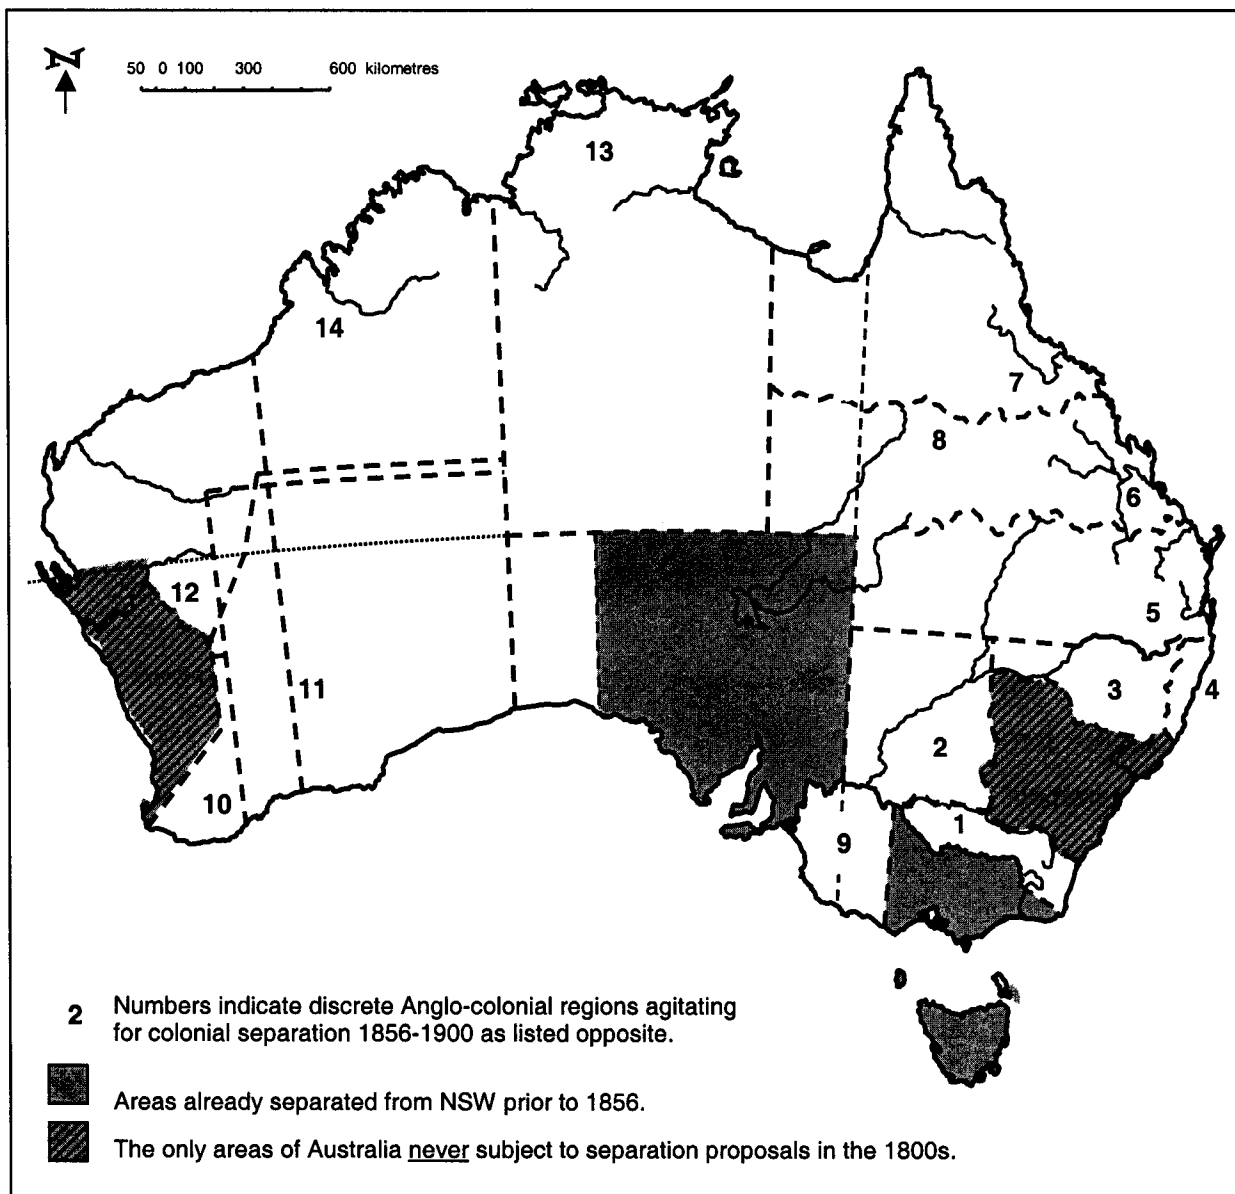 N
50 0 100 300 600 kilometres
13
14
7
8
6
12
5
11
3
4
2
10
1
9
2 Numbers indicate discrete Anglo-colonial regions agitating
for colonial separation 1856-1900 as listed opposite.
Areas already separated from NSW prior to 1856.
The only areas of Australia never subject to separation proposals in the 1800s.